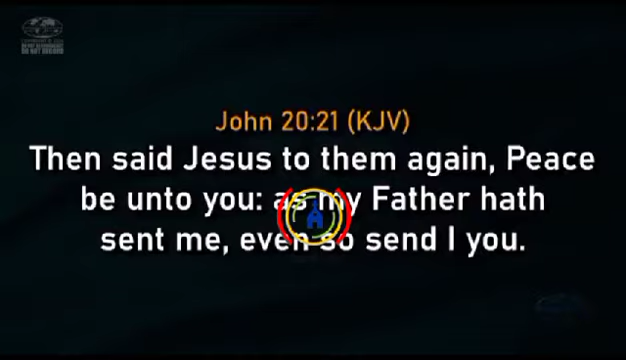 John 20:21 (KJV)
Then said Jesus to them again, Peace
be unto you: as my Father hath
sent me, even so send I you.